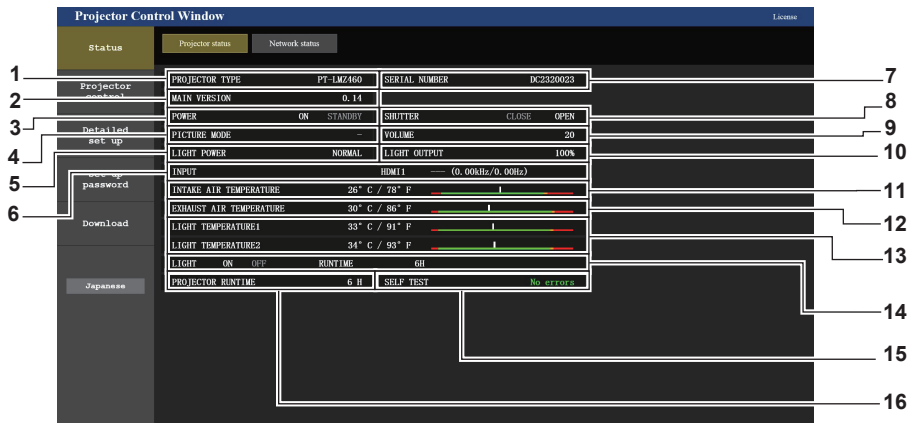 Projector Control Window
License
Status
Projector status
Network status
1
PROJECTOR TYPE PT-LMZ460
SERIAL NUMBER DC2320023
7
Projector
control
2
MAIN VERSION 0.14
8
3
POWER ON STANDBY
SHUTTER CLOSE OPEN
Detailed
set up
4
PICTURE MODE -
VOLUME 20
9
5
LIGHT POWER NORMAL
LIGHT OUTPUT 100%
10
Set up
password
6
INPUT HDMI1 --- (0.00kHz/0.00Hz)
INTAKE AIR TEMPERATURE 26° C / 78° F
11
EXHAUST AIR TEMPERATURE 30° C / 86° F
12
Download
LIGHT TEMPERATURE1 33° C / 91° F
LIGHT TEMPERATURE2 34° C / 93° F
13
LIGHT ON OFF RUNTIME 6H
14
PROJECTOR RUNTIME 6 H
SELF TEST No errors
Japanese
15
16